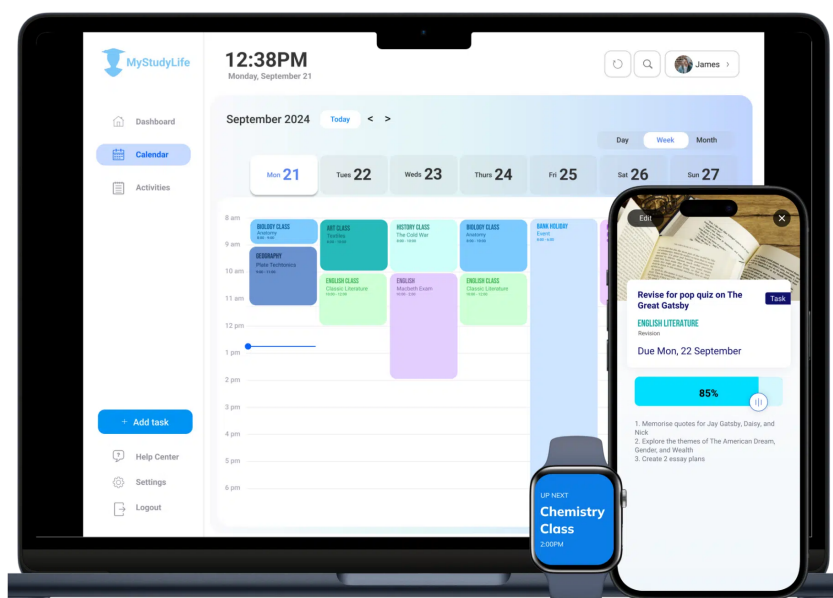 MyStudyLife
12:38PM
Monday, September 21
James >
Dashboard
Calendar
Activities
September 2024
Today
< >
Day
Week
Month
Mon 21
Tues 22
Weds 23
Thurs 24
Fri 25
Sat 26
Sun 27
8 am
9 am
10 am
11 am
12 pm
1 pm
2 pm
3 pm
4 pm
5 pm
6 pm
BIOLOGY CLASS
Anatomy
GEOGRAPHY
Plate Techtonics
ART CLASS
Textiles
ENGLISH CLASS
Classic Literature
HISTORY CLASS
The Cold War
ENGLISH
Macbeth Exam
BIOLOGY CLASS
Anatomy
ENGLISH CLASS
Classic Literature
BANK HOLIDAY
Event
+ Add task
Help Center
Settings
Logout
UP NEXT
Chemistry
Class
2:00PM
Edit
Revise for pop quiz on The
Great Gatsby
Task
ENGLISH LITERATURE
Revision
Due Mon, 22 September
85%
1. Memorise quotes for Jay Gatsby, Daisy, and
Nick
2. Explore the themes of The American Dream,
Gender, and Wealth
3. Create 2 essay plans